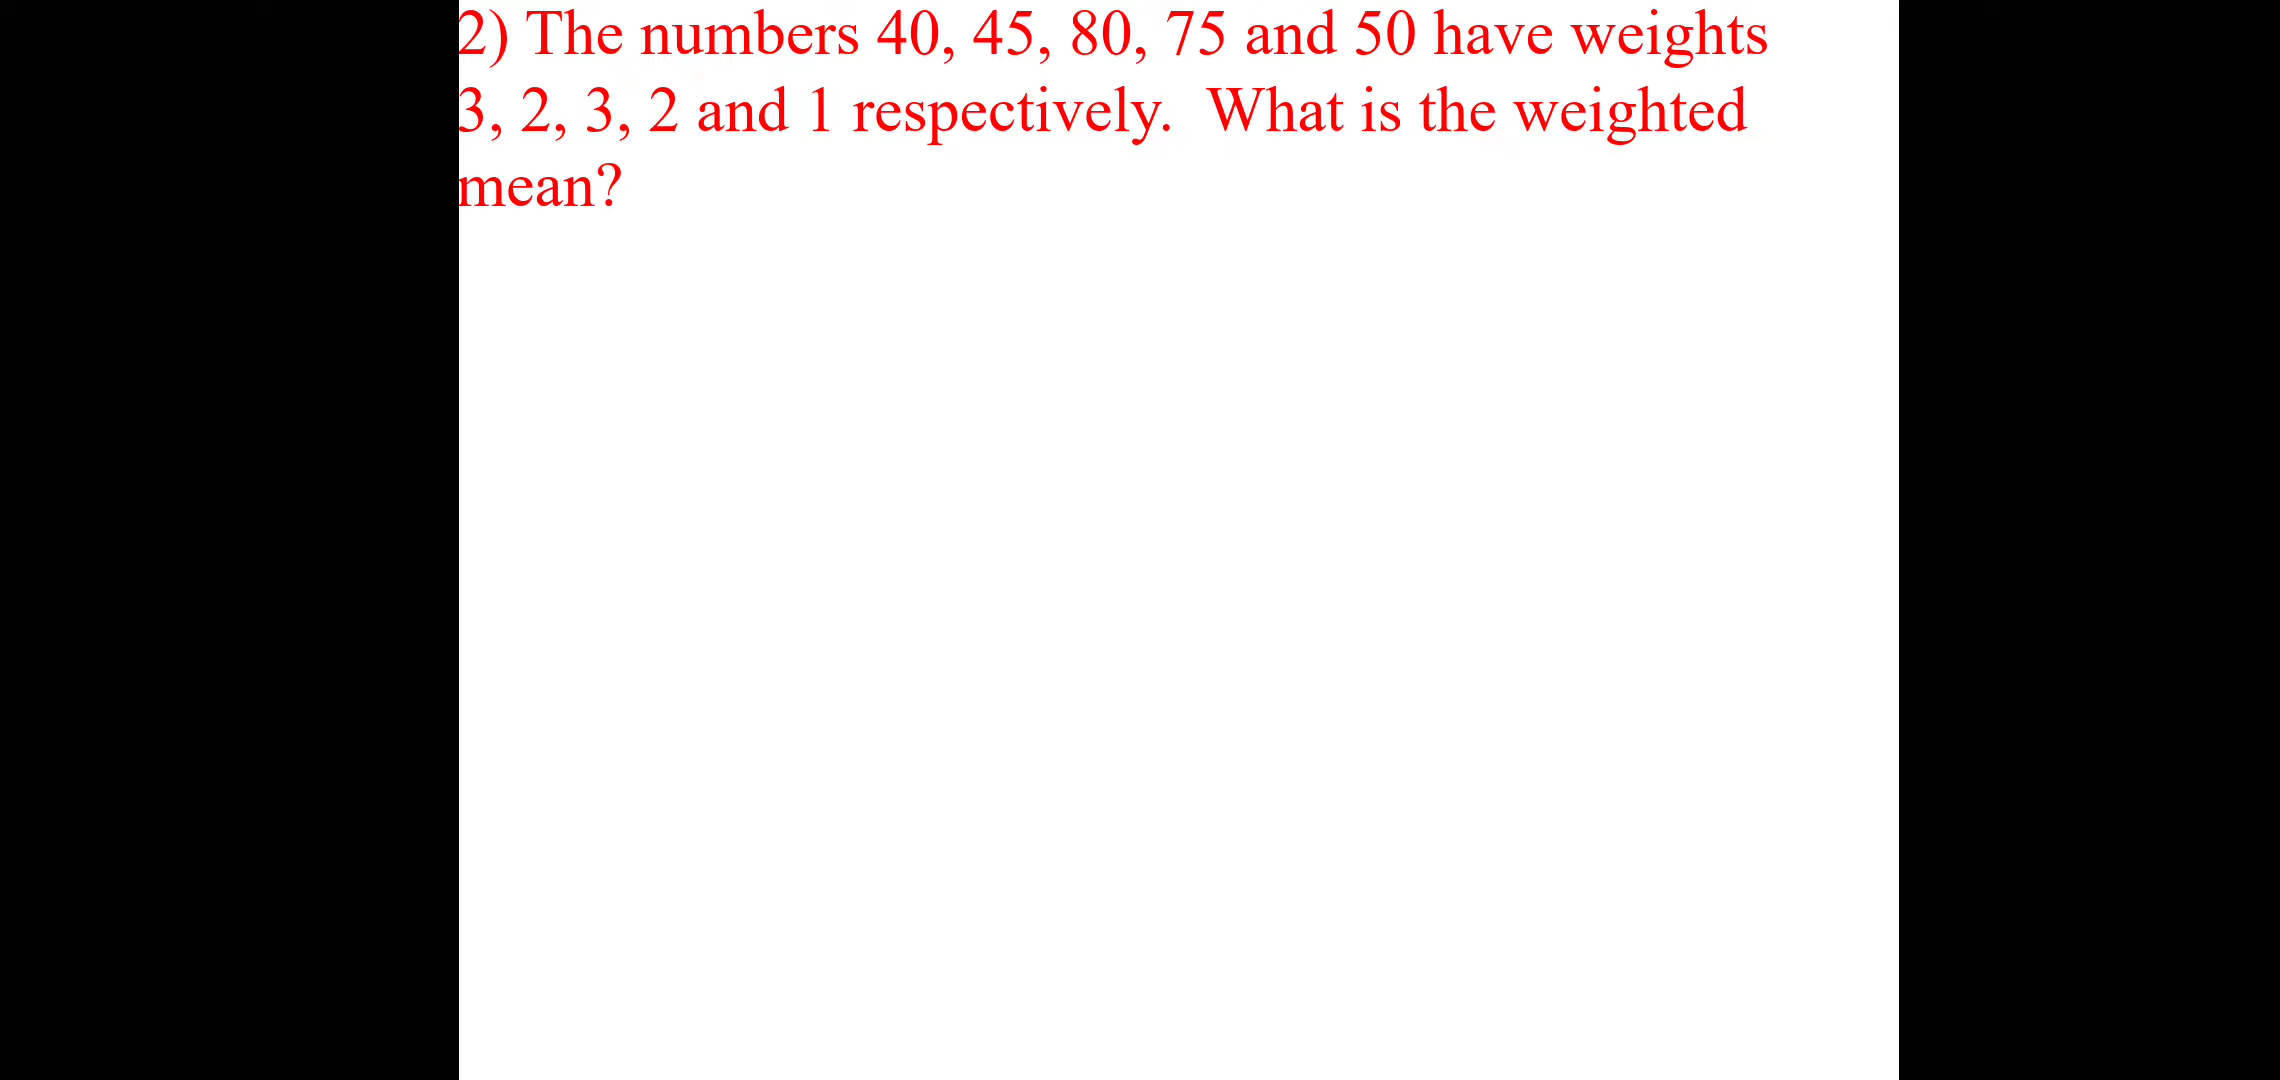 2) The numbers 40, 45, 80, 75 and 50 have weights
3, 2, 3, 2 and 1 respectively.  What is the weighted
mean?